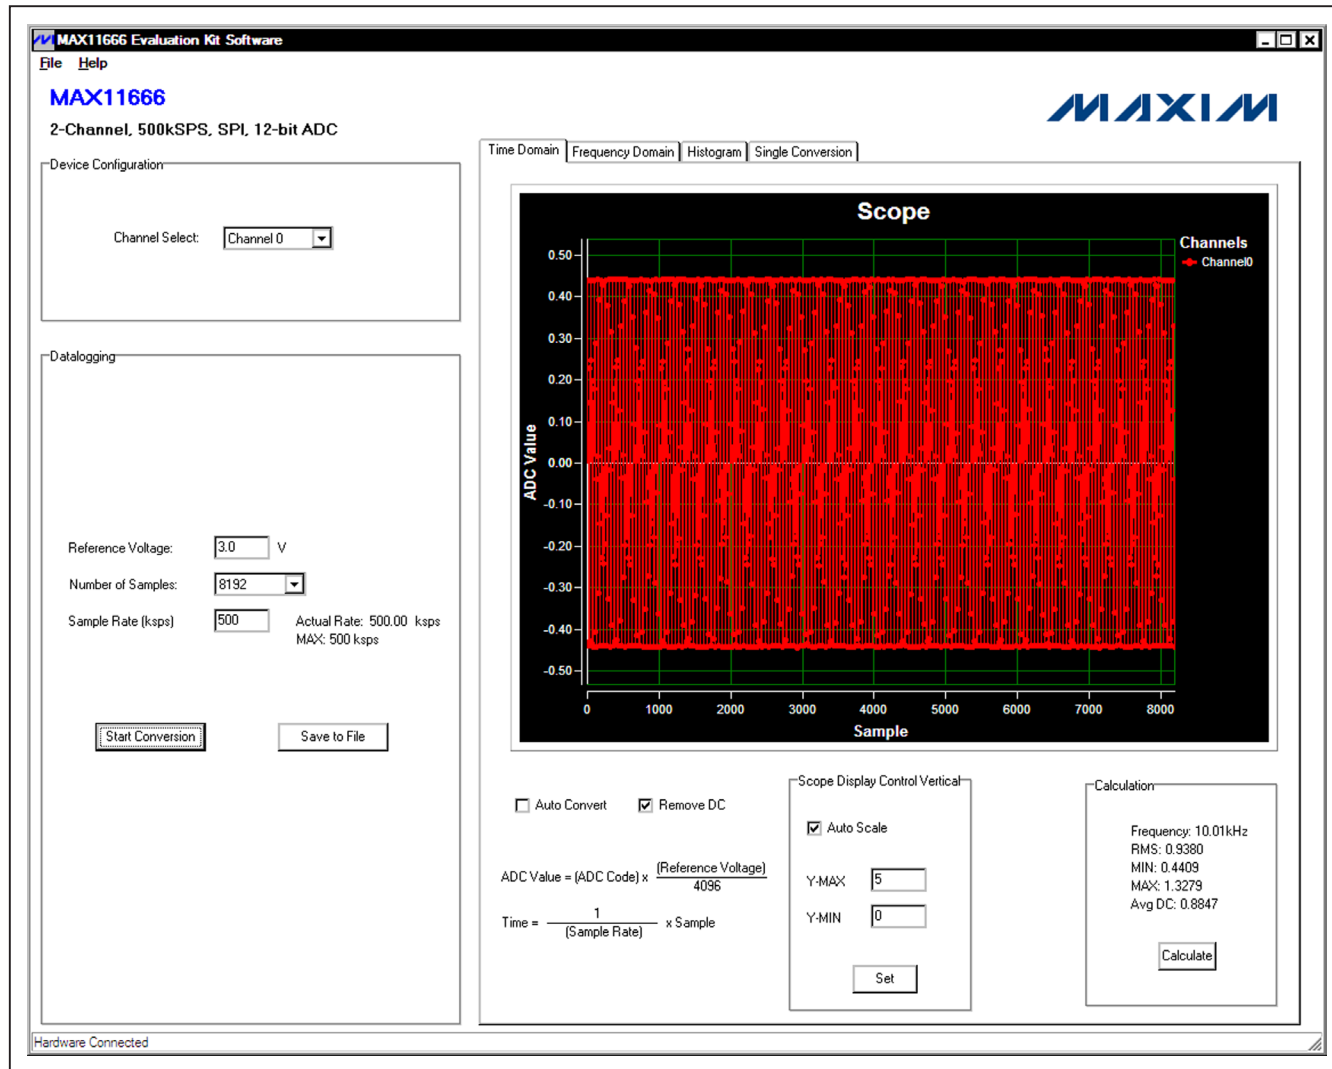 MAX11666 Evaluation Kit Software
File Help
MAX11666
2-Channel, 500kSPS, SPI, 12-bit ADC
MAXIM
Device Configuration
Channel Select: Channel 0
Datalogging
Reference Voltage: 3.0 V
Number of Samples: 8192
Sample Rate (ksps) 500 Actual Rate: 500.00 ksps
MAX: 500 ksps
Start Conversion Save to File
Time Domain Frequency Domain Histogram Single Conversion
Scope
Channels
Channel0
ADC Value
0.50
0.40
0.30
0.20
0.10
0.00
-0.10
-0.20
-0.30
-0.40
-0.50
0 1000 2000 3000 4000 5000 6000 7000 8000
Sample
Auto Convert Remove DC
ADC Value = (ADC Code) x (Reference Voltage)
4096
Time = 1 x Sample
(Sample Rate)
Scope Display Control Vertical
Auto Scale
Y-MAX 5
Y-MIN 0
Set
Calculation
Frequency: 10.01kHz
RMS: 0.9380
MIN: 0.4409
MAX: 1.3279
Avg DC: 0.8847
Calculate
Hardware Connected